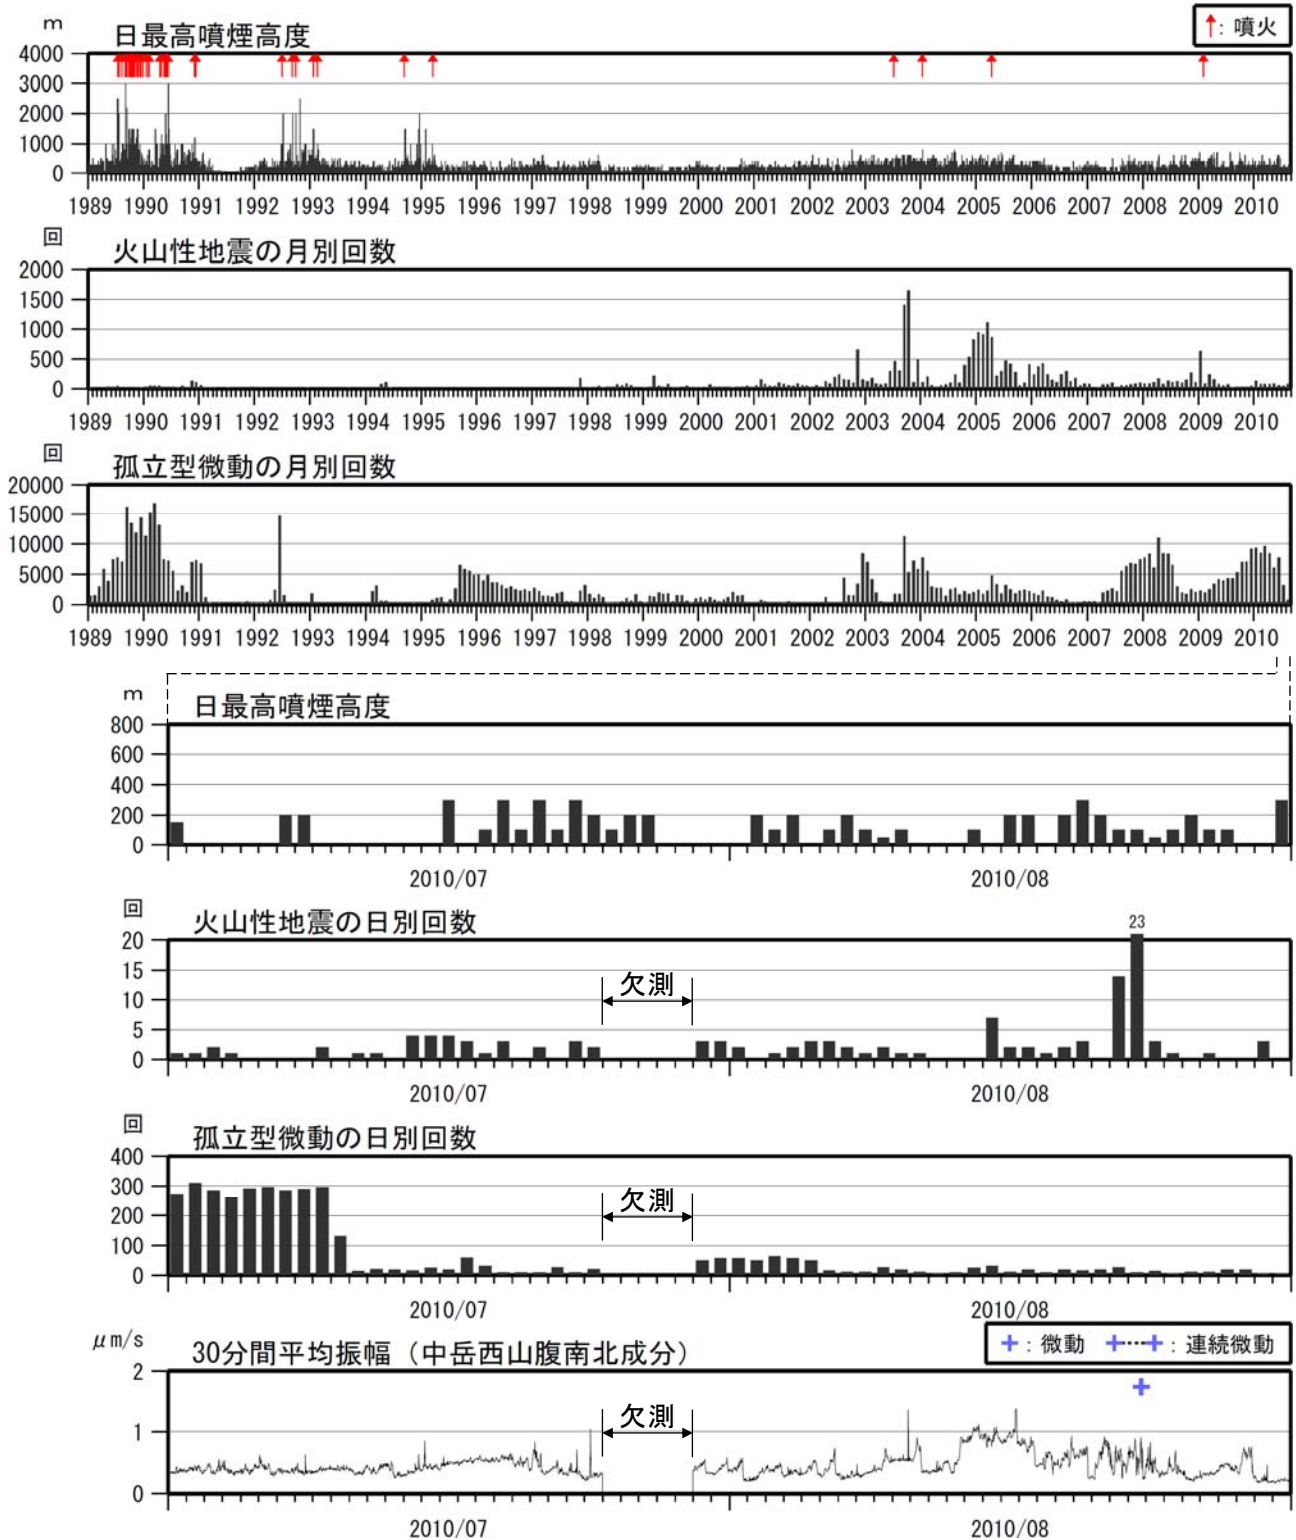 m 日最高噴煙高度
↑: 噴火
4000
3000
2000
1000
0
1989 1990 1991 1992 1993 1994 1995 1996 1997 1998 1999 2000 2001 2002 2003 2004 2005 2006 2007 2008 2009 2010
回 火山性地震の月別回数
2000
1500
1000
500
0
1989 1990 1991 1992 1993 1994 1995 1996 1997 1998 1999 2000 2001 2002 2003 2004 2005 2006 2007 2008 2009 2010
回 孤立型微動の月別回数
20000
15000
10000
5000
0
1989 1990 1991 1992 1993 1994 1995 1996 1997 1998 1999 2000 2001 2002 2003 2004 2005 2006 2007 2008 2009 2010
m 日最高噴煙高度
800
600
400
200
0
2010/07 2010/08
回 火山性地震の日別回数
23
20
15
10
5
0
欠測
2010/07 2010/08
回 孤立型微動の日別回数
400
300
200
100
0
欠測
2010/07 2010/08
μm/s 30分間平均振幅（中岳西山腹南北成分）
+: 微動 +----+: 連続微動
2
1
0
欠測
2010/07 2010/08